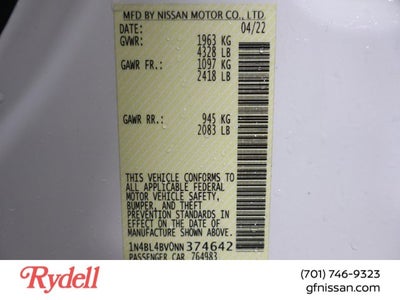 MFD BY NISSAN MOTOR CO., LTD
DATE: 04/22
GVWR: 1963 KG
4328 LB
GAWR FR.: 1097 KG
2418 LB
GAWR RR.: 945 KG
2083 LB
THIS VEHICLE CONFORMS TO
ALL APPLICABLE FEDERAL
MOTOR VEHICLE SAFETY,
BUMPER, AND THEFT
PREVENTION STANDARDS IN
EFFECT ON THE DATE OF
MANUFACTURE SHOWN ABOVE.
1N4BL4BV0NN374642
PASSENGER CAR 764983
Rydell
(701) 746-9323
gfnissan.com